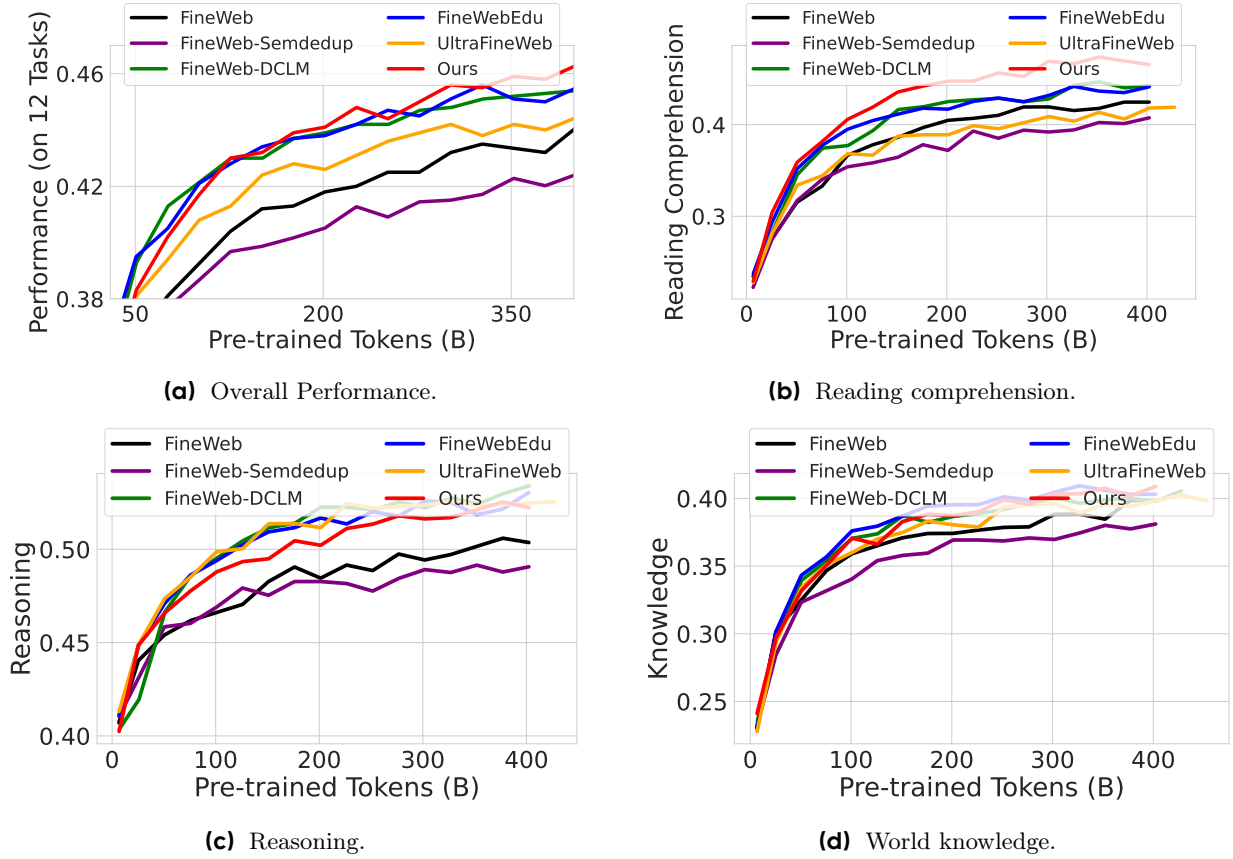 FineWeb FineWebEdu
FineWeb-Semdedup UltraFineWeb
FineWeb-DCLM Ours
Performance (on 12 Tasks)
0.46
0.42
0.38
50 200 350
Pre-trained Tokens (B)
(a) Overall Performance.
FineWeb FineWebEdu
FineWeb-Semdedup UltraFineWeb
FineWeb-DCLM Ours
Reading Comprehension
0.4
0.3
0 100 200 300 400
Pre-trained Tokens (B)
(b) Reading comprehension.
FineWeb FineWebEdu
FineWeb-Semdedup UltraFineWeb
FineWeb-DCLM Ours
Reasoning
0.50
0.45
0.40
0 100 200 300 400
Pre-trained Tokens (B)
(c) Reasoning.
FineWeb FineWebEdu
FineWeb-Semdedup UltraFineWeb
FineWeb-DCLM Ours
Knowledge
0.40
0.35
0.30
0.25
0 100 200 300 400
Pre-trained Tokens (B)
(d) World knowledge.